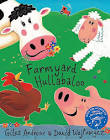 Farmyard
Hullabaloo
Giles Andreae & David Wojtowycz